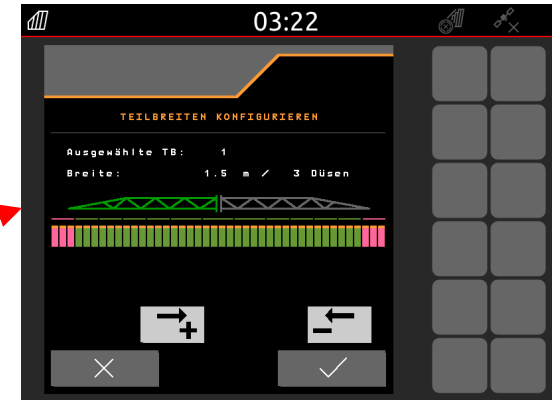 03:22
TEILBREITEN KONFIGURIEREN
Ausgewählte TB: 1
Breite: 1.5 m / 3 Düsen